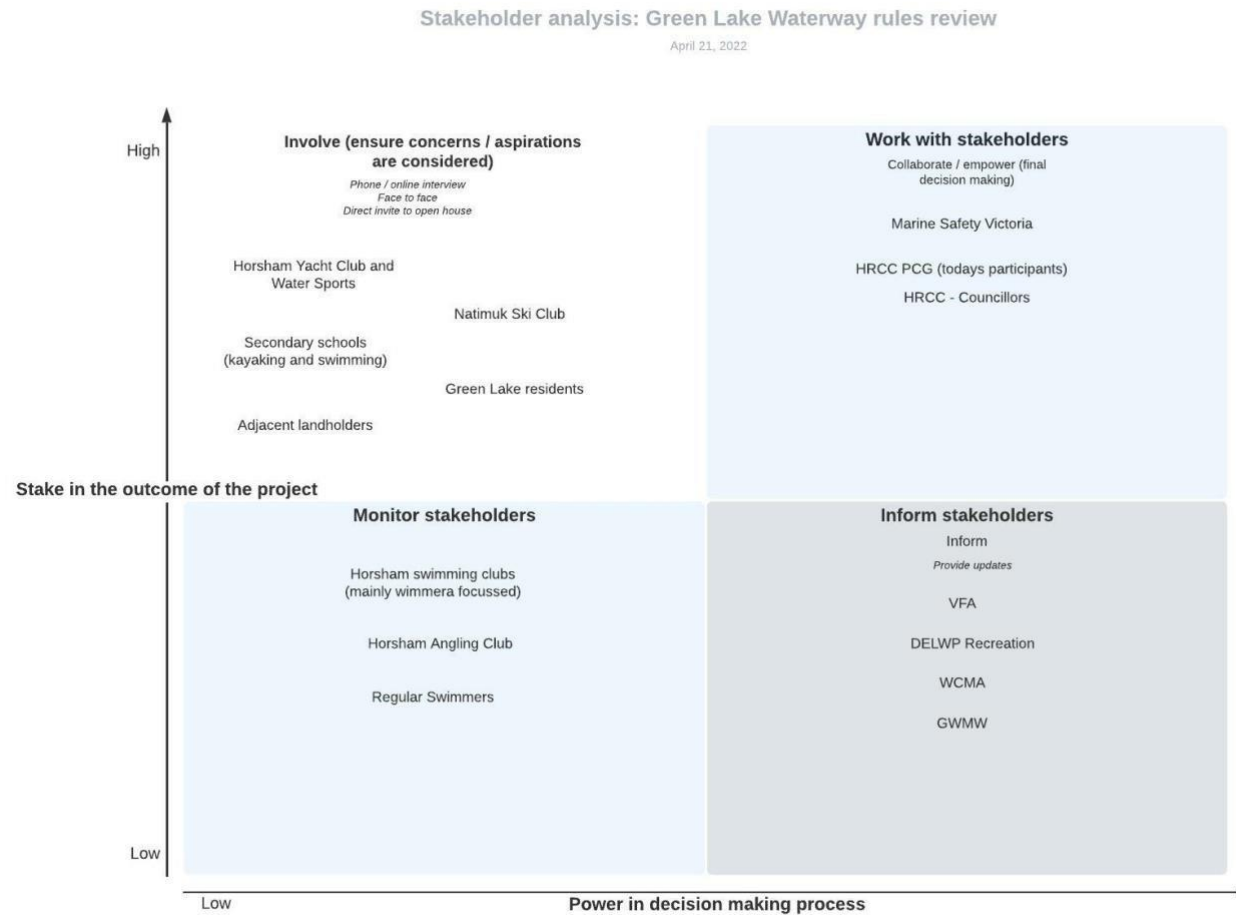 Stakeholder analysis: Green Lake Waterway rules review
April 21, 2022
High
Involve (ensure concerns / aspirations
are considered)
Phone / online interview
Face to face
Direct invite to open house
Horsham Yacht Club and
Water Sports
Natimuk Ski Club
Secondary schools
(kayaking and swimming)
Green Lake residents
Adjacent landholders
Work with stakeholders
Collaborate / empower (final
decision making)
Marine Safety Victoria
HRCC PCG (todays participants)
HRCC - Councillors
Stake in the outcome of the project
Monitor stakeholders
Horsham swimming clubs
(mainly wimmera focussed)
Horsham Angling Club
Regular Swimmers
Inform stakeholders
Inform
Provide updates
VFA
DELWP Recreation
WCMA
GWMW
Low
Low
Power in decision making process